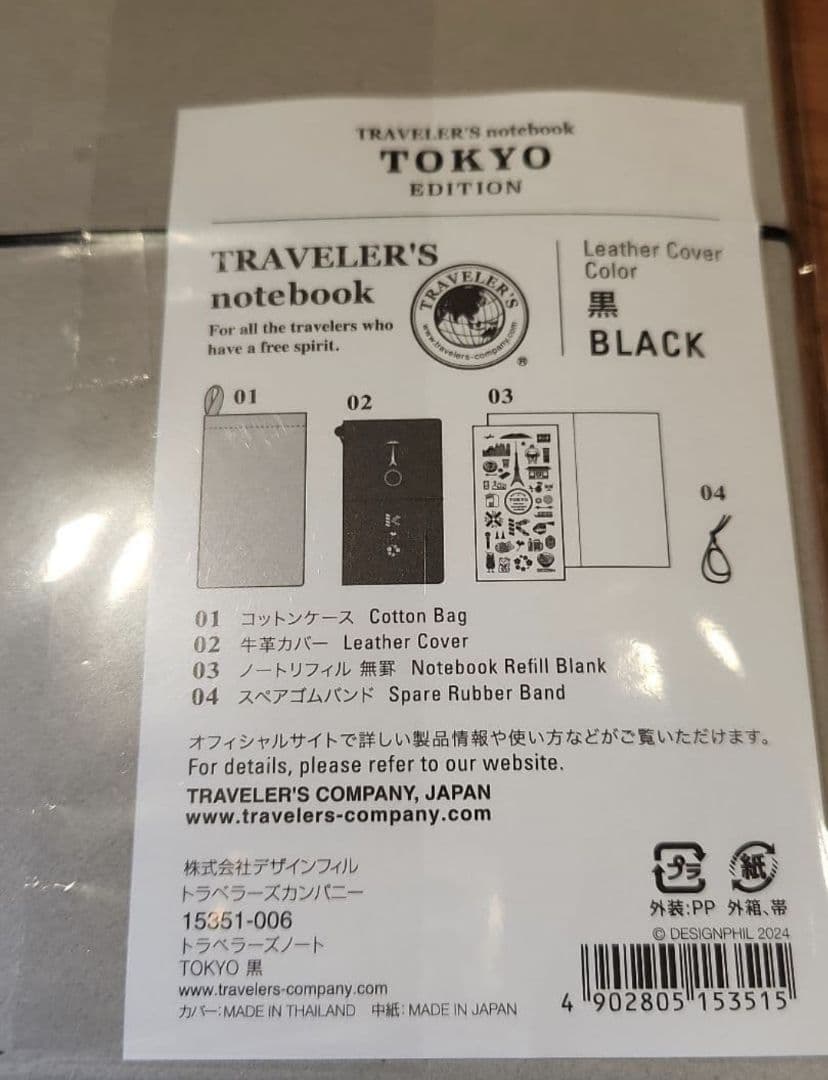 TRAVELER'S notebook
TOKYO
EDITION
TRAVELER'S
notebook
For all the travelers who
have a free spirit.
TRAVELER'S
www.travelers-company.com
®
Leather Cover
Color
黒
BLACK
01
02
03
04
01 コットンケース Cotton Bag
02 牛革カバー Leather Cover
03 ノートリフィル 無罫 Notebook Refill Blank
04 スペアゴムバンド Spare Rubber Band
オフィシャルサイトで詳しい製品情報や使い方などがご覧いただけます。
For details, please refer to our website.
TRAVELER'S COMPANY, JAPAN
www.travelers-company.com
株式会社デザインフィル
トラベラーズカンパニー
15351-006
トラベラーズノート
TOKYO 黒
www.travelers-company.com
カバー:MADE IN THAILAND 中紙:MADE IN JAPAN
プラ 紙
外装:PP 外箱、帯
© DESIGNPHIL 2024
4 902805 153515